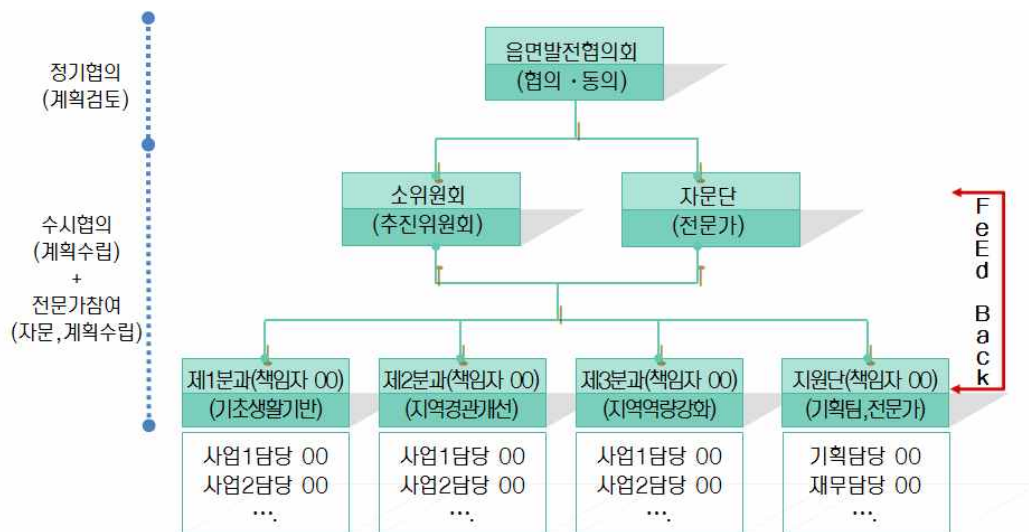 읍면발전협의회
(협의 · 동의)
정기협의
(계획검토)
소위원회
(추진위원회)
자문단
(전문가)
수시협의
(계획수립)
+
전문가참여
(자문,계획수립)
FeEd Back
제1분과(책임자 00)
(기초생활기반)
사업1담당 00
사업2담당 00
….
제2분과(책임자 00)
(지역경관개선)
사업1담당 00
사업2담당 00
….
제3분과(책임자 00)
(지역역량강화)
사업1담당 00
사업2담당 00
….
지원단(책임자 00)
(기획팀,전문가)
기획담당 00
재무담당 00
….